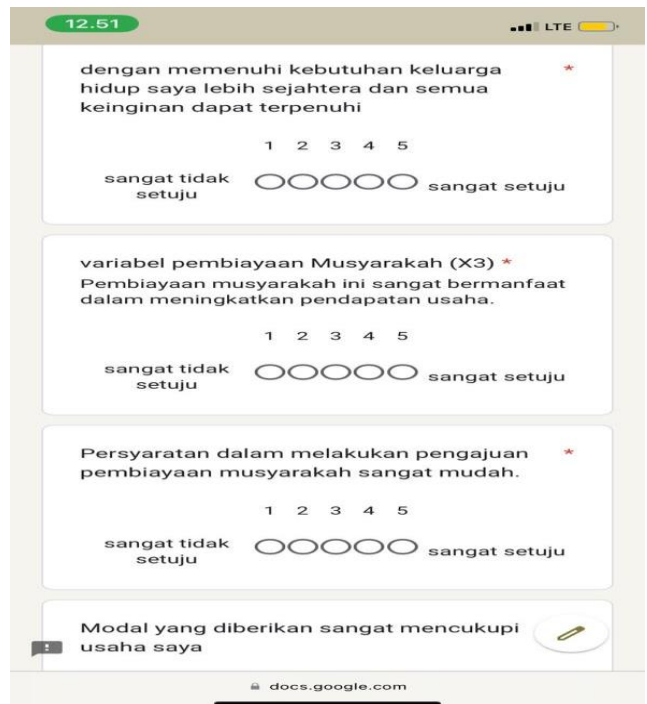 12.51
LTE
dengan memenuhi kebutuhan keluarga *
hidup saya lebih sejahtera dan semua
keinginan dapat terpenuhi
1 2 3 4 5
sangat tidak
setuju
sangat setuju
variabel pembiayaan Musyarakah (X3) *
Pembiayaan musyarakah ini sangat bermanfaat
dalam meningkatkan pendapatan usaha.
1 2 3 4 5
sangat tidak
setuju
sangat setuju
Persyaratan dalam melakukan pengajuan *
pembiayaan musyarakah sangat mudah.
1 2 3 4 5
sangat tidak
setuju
sangat setuju
Modal yang diberikan sangat mencukupi
usaha saya
docs.google.com